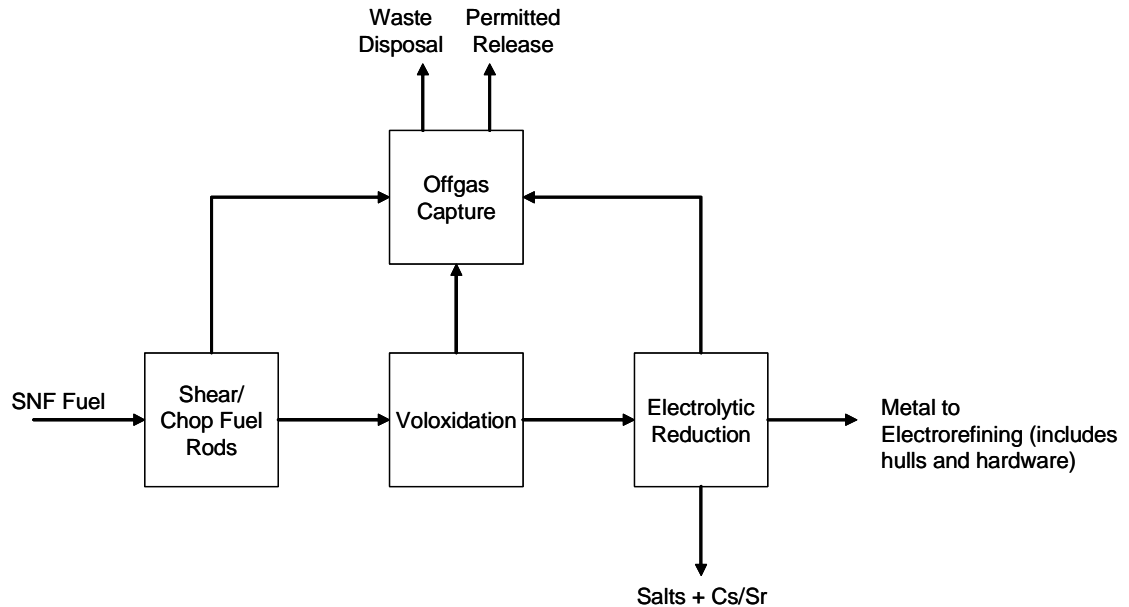 Waste
Disposal
Permitted
Release
Offgas
Capture
SNF Fuel
Shear/
Chop Fuel
Rods
Voloxidation
Electrolytic
Reduction
Metal to
Electrorefining (includes
hulls and hardware)
Salts + Cs/Sr